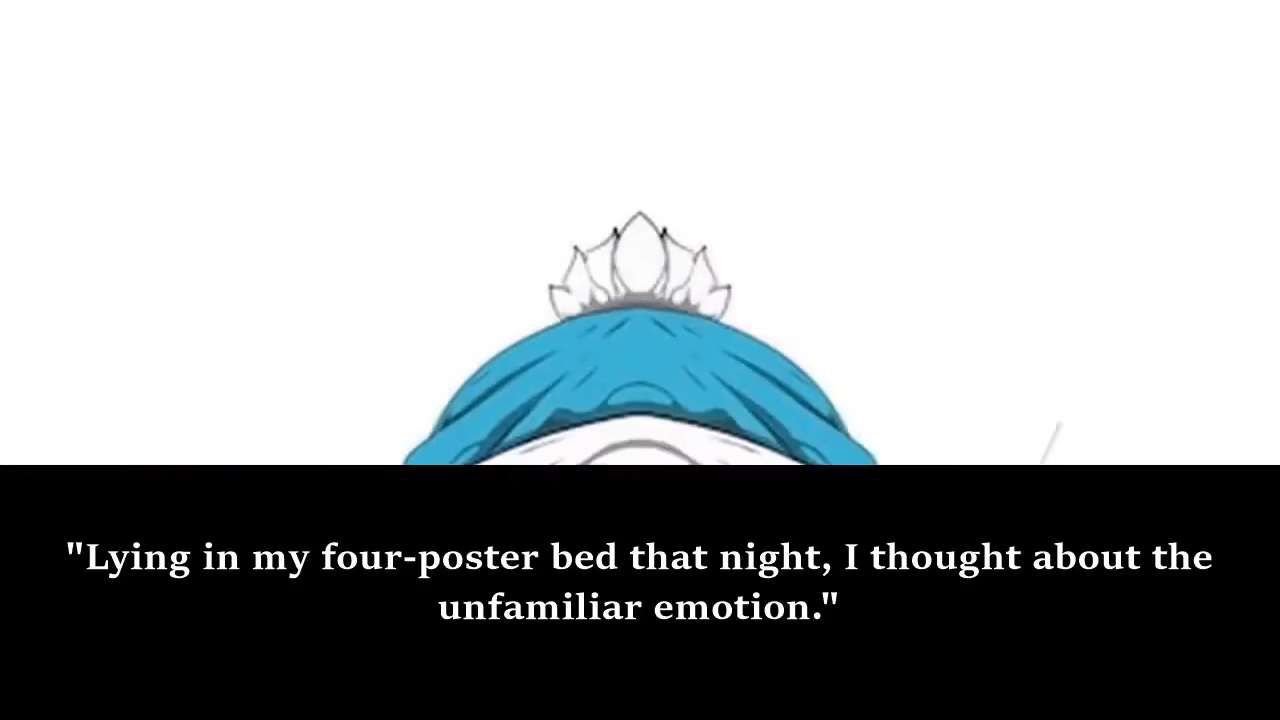 "Lying in my four-poster bed that night, I thought about the
unfamiliar emotion."